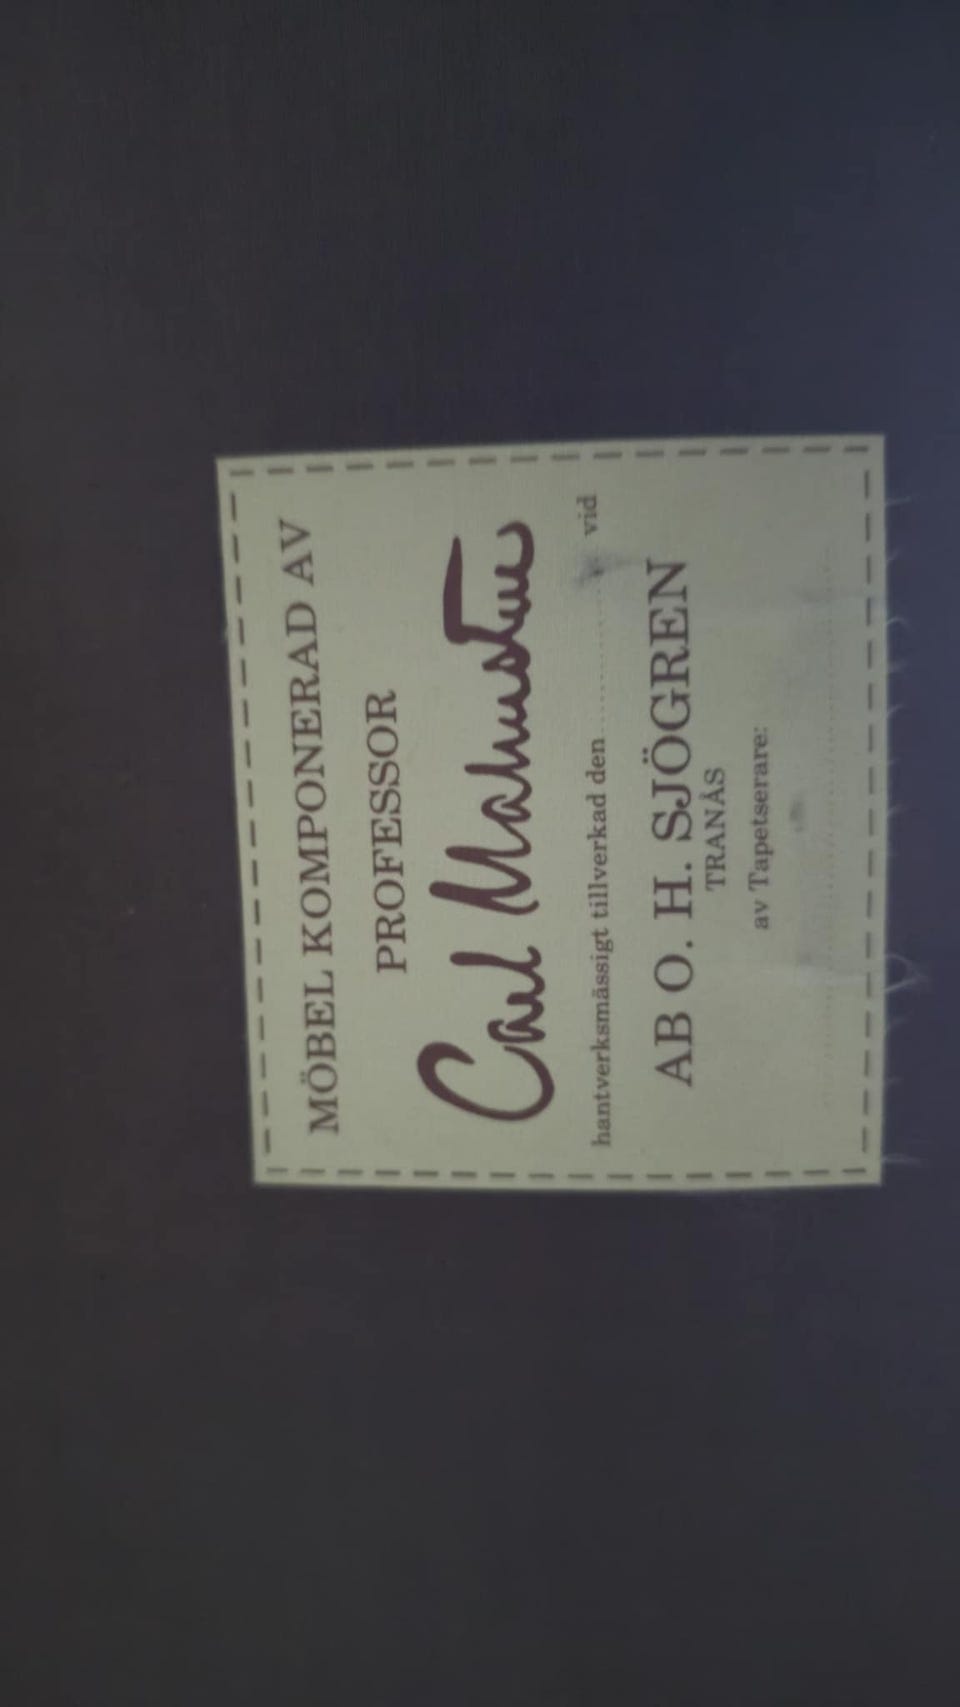 MÖBEL KOMPONERAD AV
PROFESSOR
Carl Malmsten
hantverksmässigt tillverkad den.................... vid
AB O. H. SJÖGREN
TRANÅS
av Tapetserare: